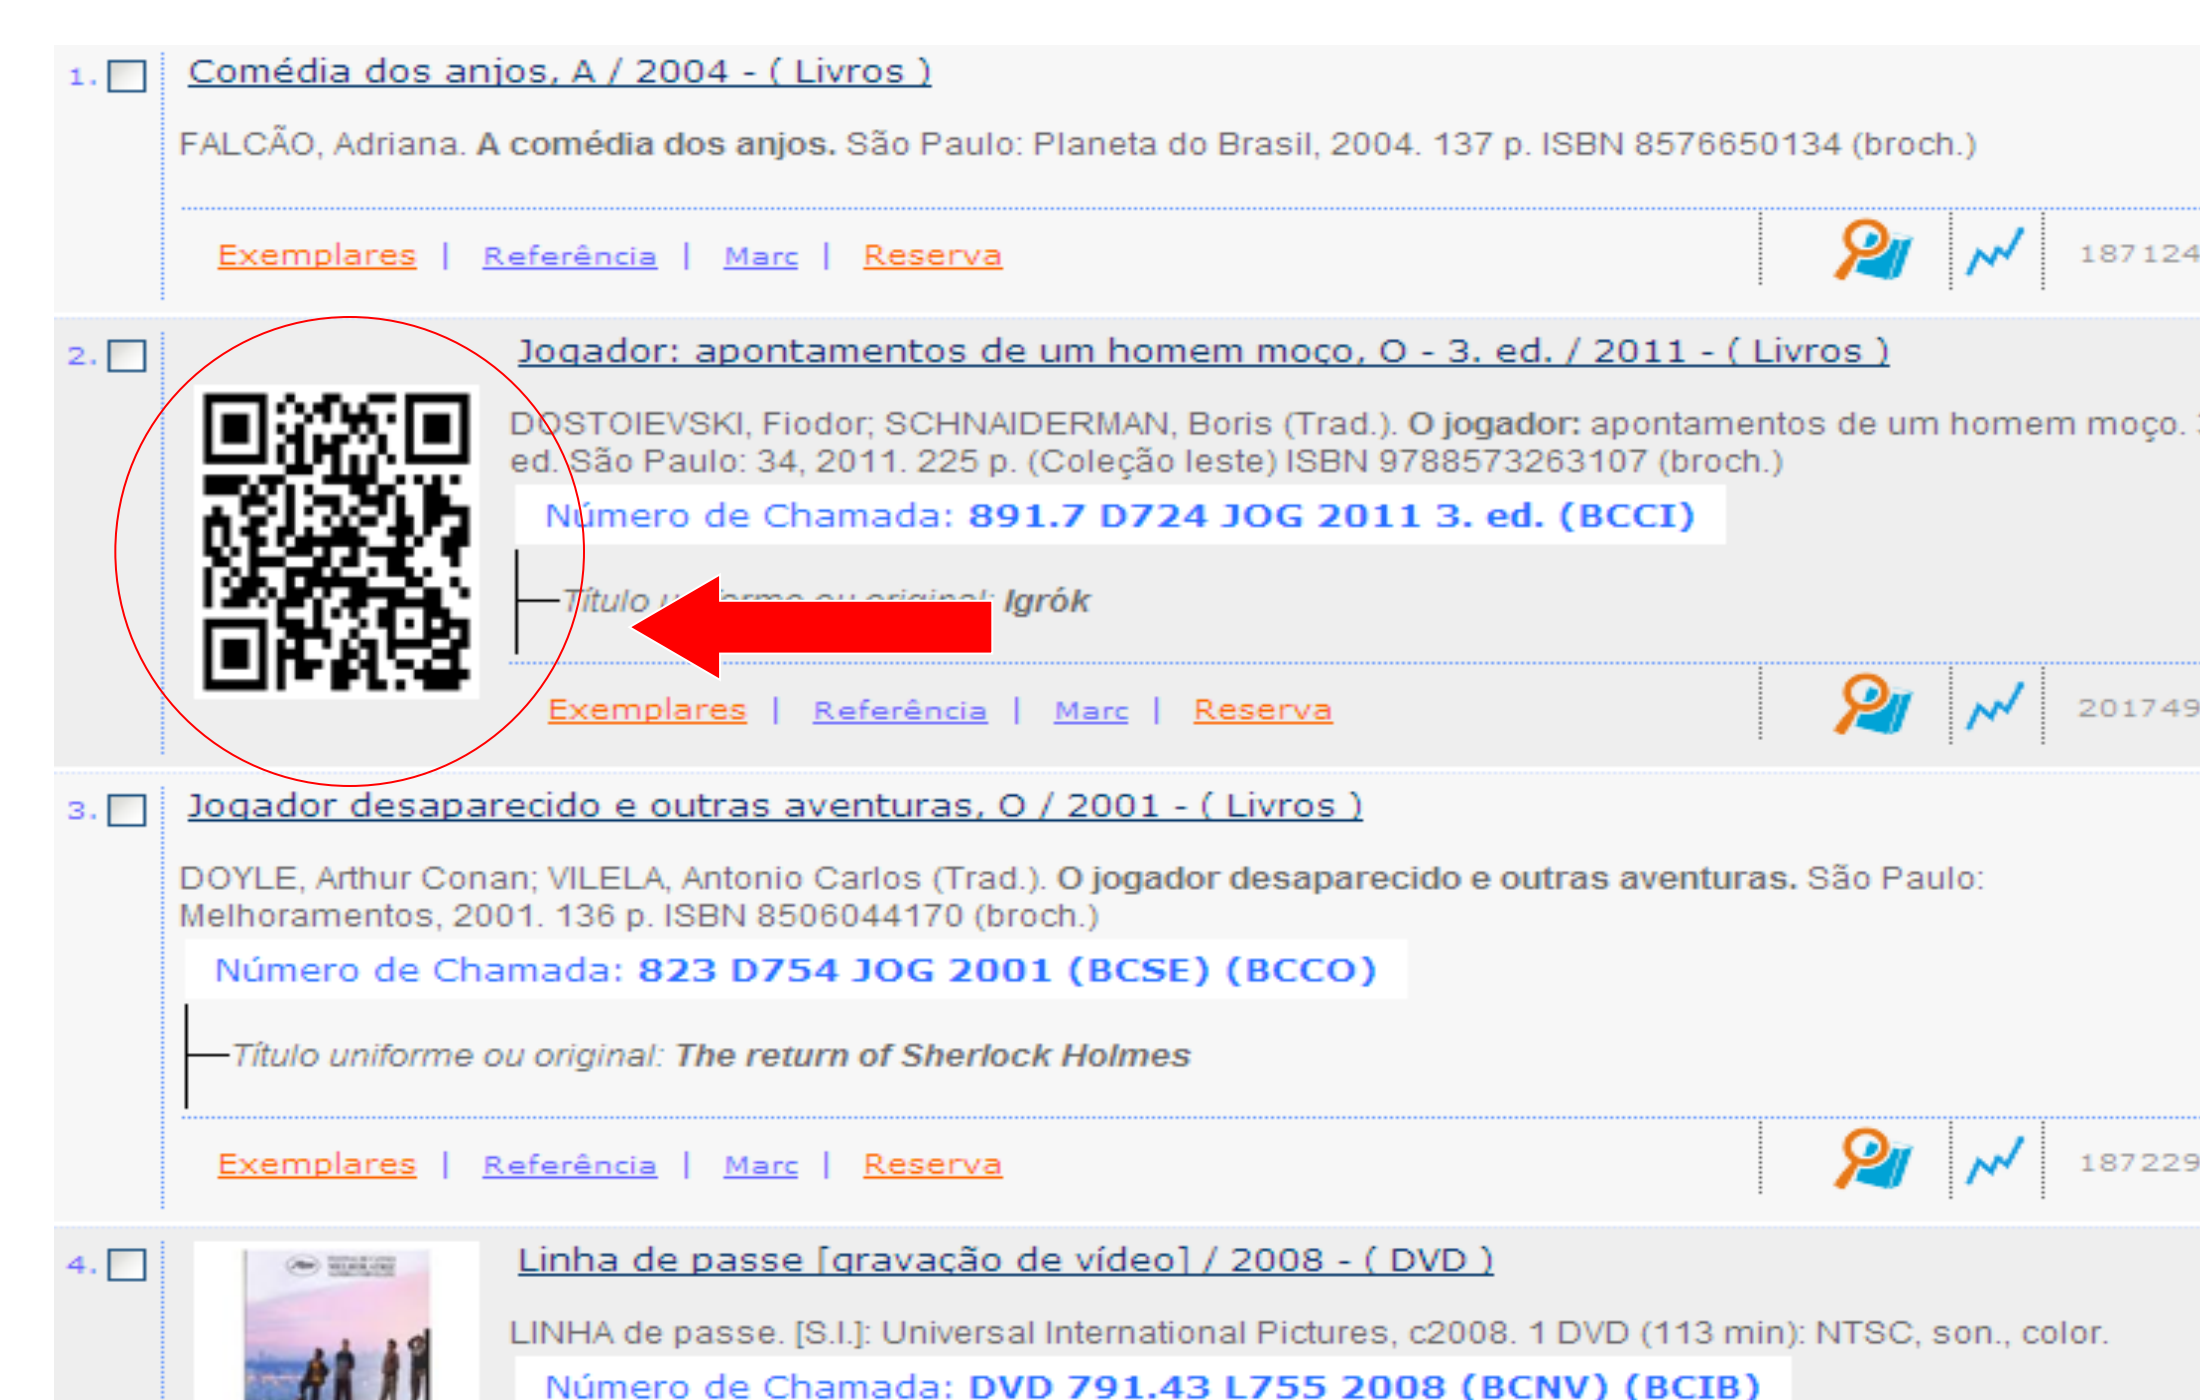 1. Comédia dos anjos, A / 2004 - ( Livros )
FALCÃO, Adriana. A comédia dos anjos. São Paulo: Planeta do Brasil, 2004. 137 p. ISBN 8576650134 (broch.)
Exemplares | Referência | Marc | Reserva 187124
2. Jogador: apontamentos de um homem moço, O - 3. ed. / 2011 - ( Livros )
DOSTOIEVSKI, Fiodor; SCHNAIDERMAN, Boris (Trad.). O jogador: apontamentos de um homem moço.
ed. São Paulo: 34, 2011. 225 p. (Coleção leste) ISBN 9788573263107 (broch.)
Número de Chamada: 891.7 D724 JOG 2011 3. ed. (BCCI)
Título uniforme ou original: Igrók
Exemplares | Referência | Marc | Reserva 201749
3. Jogador desaparecido e outras aventuras, O / 2001 - ( Livros )
DOYLE, Arthur Conan; VILELA, Antonio Carlos (Trad.). O jogador desaparecido e outras aventuras. São Paulo:
Melhoramentos, 2001. 136 p. ISBN 8506044170 (broch.)
Número de Chamada: 823 D754 JOG 2001 (BCSE) (BCCO)
Título uniforme ou original: The return of Sherlock Holmes
Exemplares | Referência | Marc | Reserva 187229
4. Linha de passe [gravação de vídeo] / 2008 - ( DVD )
LINHA de passe. [S.l.]: Universal International Pictures, c2008. 1 DVD (113 min): NTSC, son., color.
Número de Chamada: DVD 791.43 L755 2008 (BCNV) (BCIB)